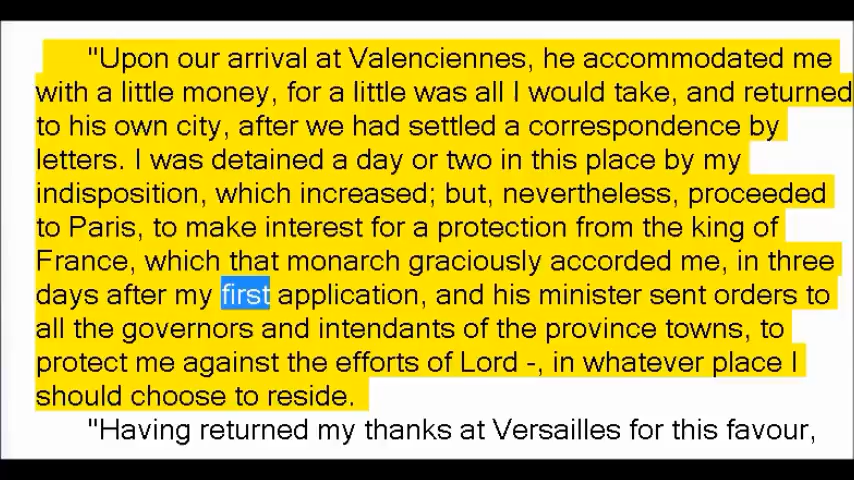 "Upon our arrival at Valenciennes, he accommodated me
with a little money, for a little was all I would take, and returned
to his own city, after we had settled a correspondence by
letters. I was detained a day or two in this place by my
indisposition, which increased; but, nevertheless, proceeded
to Paris, to make interest for a protection from the king of
France, which that monarch graciously accorded me, in three
days after my first application, and his minister sent orders to
all the governors and intendants of the province towns, to
protect me against the efforts of Lord -, in whatever place I
should choose to reside.
"Having returned my thanks at Versailles for this favour,